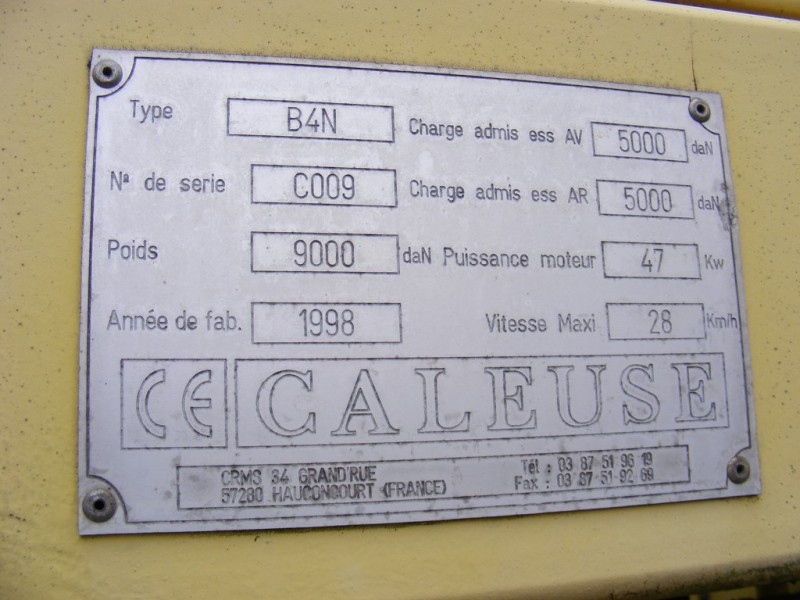 Type B4N Charge admis ess AV 5000 daN
Nº de serie C009 Charge admis ess AR 5000 daN
Poids 9000 daN Puissance moteur 47 Kw
Année de fab. 1998 Vitesse Maxi 28 Km/h
CE CALEUSE
CRMS 34 GRAND'RUE Tél : 03 87 51 96 19
57280 HAUCONCOURT (FRANCE) Fax : 03 87-51-92 69